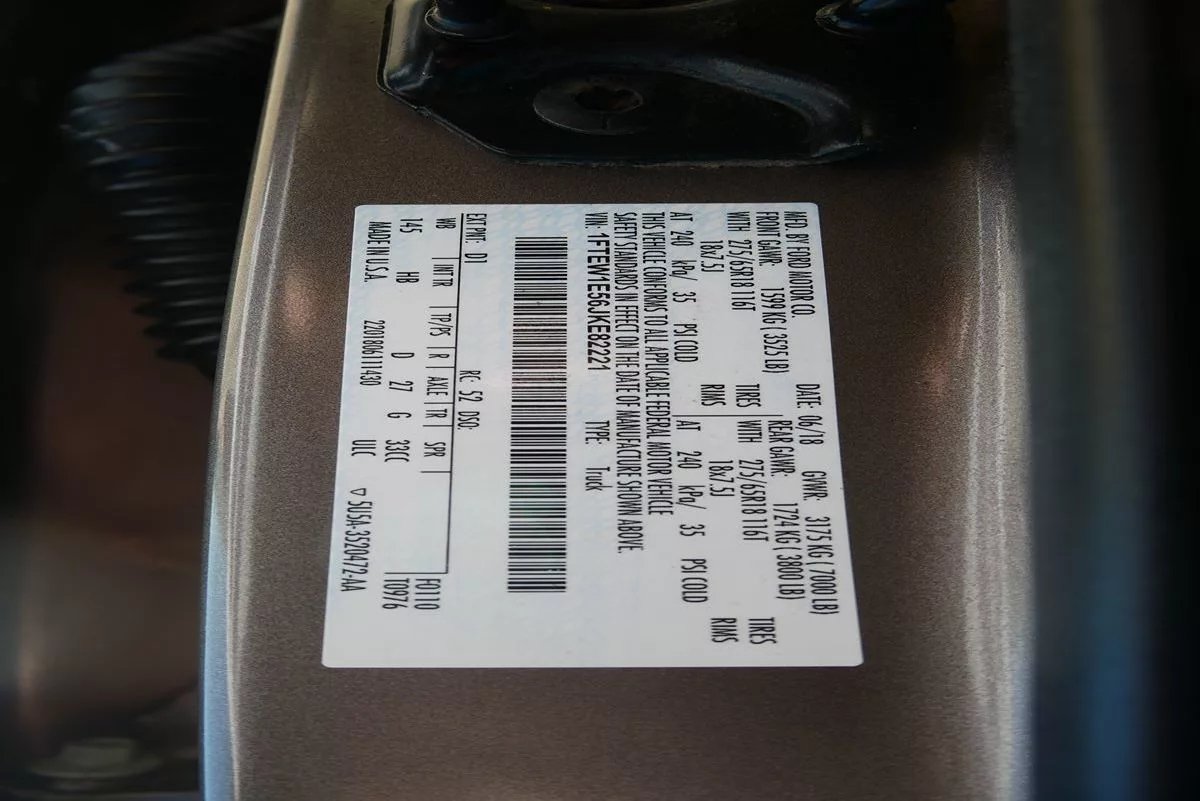 MFD. BY FORD MOTOR CO.
DATE: 06/18 GVWR: 3175 KG ( 7000 LB)
FRONT GAWR: 1599 KG ( 3525 LB) REAR GAWR: 1724 KG ( 3800 LB)
WITH 275/65R18 116T TIRES WITH 275/65R18 116T TIRES
18x7.5J RIMS 18x7.5J RIMS
AT 240 kPa/ 35 PSI COLD AT 240 kPa/ 35 PSI COLD
THIS VEHICLE CONFORMS TO ALL APPLICABLE FEDERAL MOTOR VEHICLE
SAFETY STANDARDS IN EFFECT ON THE DATE OF MANUFACTURE SHOWN ABOVE.
VIN: 1FTEW1E56JKE82221 TYPE: Truck
EXT PNT: D1 RC: 52 DSO: F0110
WB INT TR TP/PS R AXLE TR SPR T0976
145 HB D 27 G 33CC
MADE IN U.S.A. 2201806111430 ULC ▽ 5U5A-3520472-AA